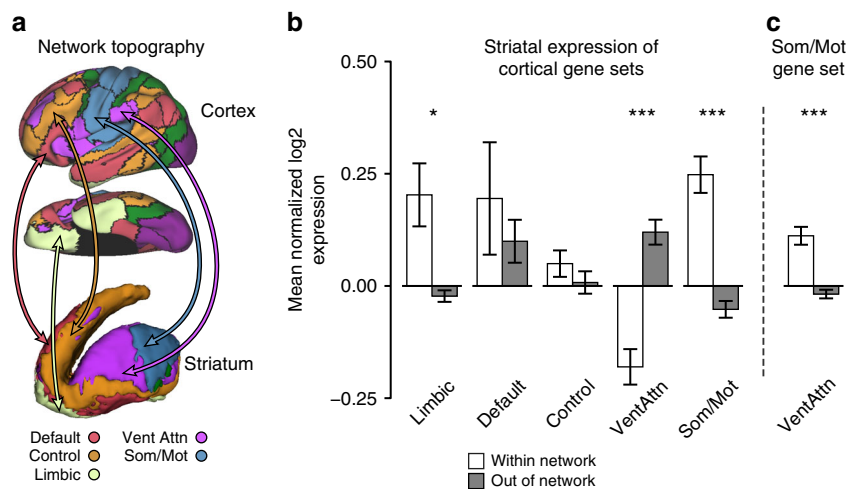 a
Network topography
Cortex
Striatum
Default
Control
Limbic
Vent Attn
Som/Mot
b
Striatal expression of
cortical gene sets
Mean normalized log2
expression
0.50
0.25
0.00
−0.25
*
***
***
Limbic
Default
Control
VentAttn
Som/Mot
Within network
Out of network
c
Som/Mot
gene set
***
VentAttn